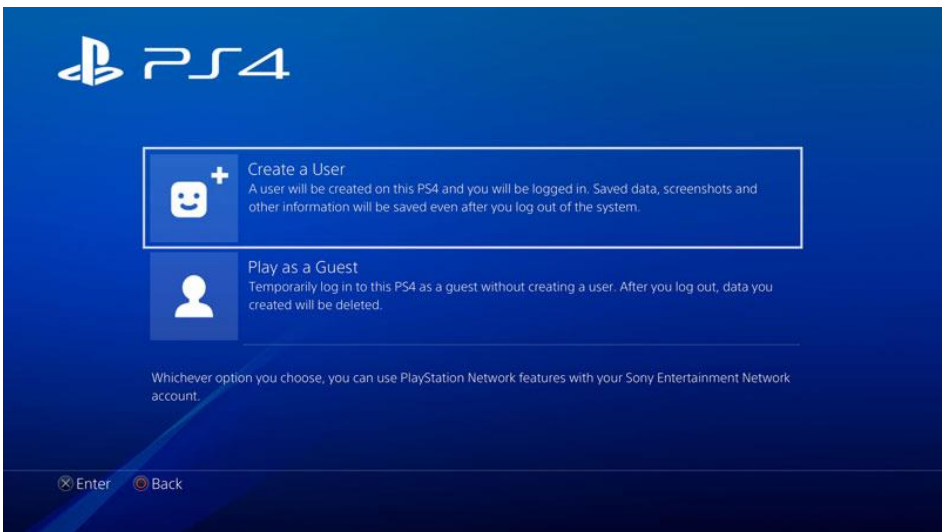 PS4
Create a User
A user will be created on this PS4 and you will be logged in. Saved data, screenshots and
other information will be saved even after you log out of the system.
Play as a Guest
Temporarily log in to this PS4 as a guest without creating a user. After you log out, data you
created will be deleted.
Whichever option you choose, you can use PlayStation Network features with your Sony Entertainment Network
account.
Enter Back